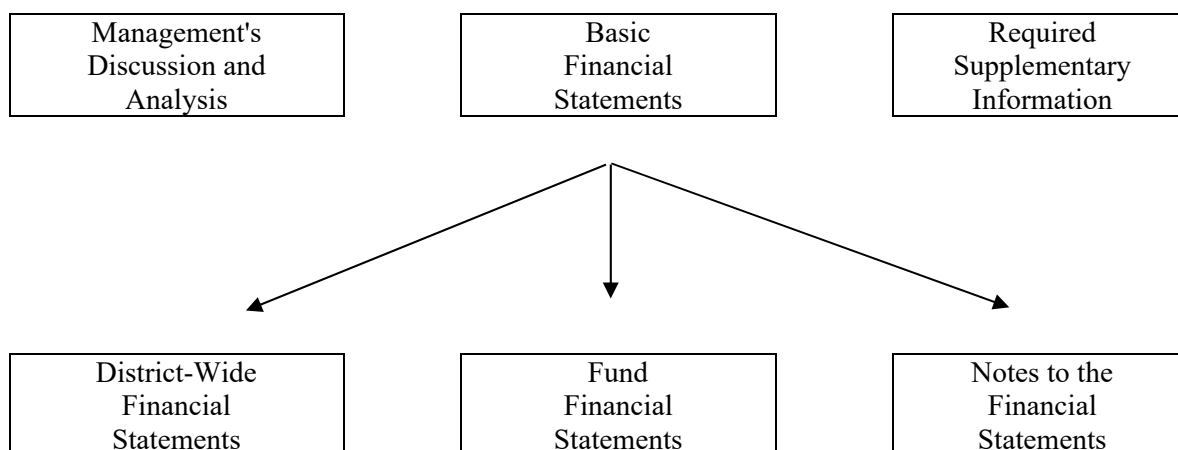 Management's
Discussion and
Analysis
Basic
Financial
Statements
Required
Supplementary
Information
District-Wide
Financial
Statements
Fund
Financial
Statements
Notes to the
Financial
Statements